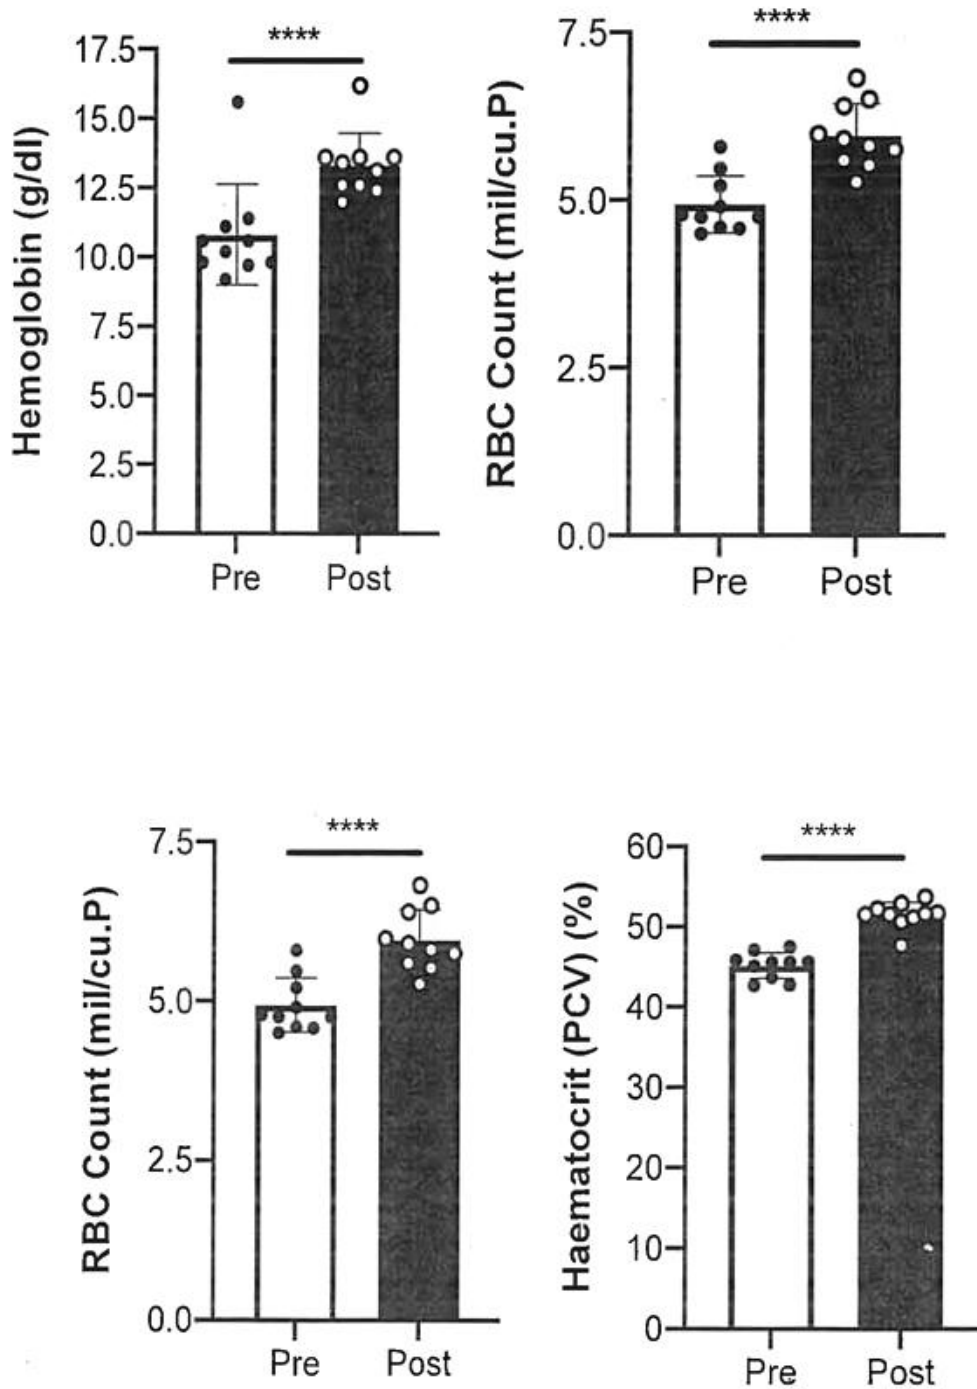 Hemoglobin (g/dl)
17.5
15.0
12.5
10.0
7.5
5.0
2.5
0.0
****
Pre
Post
RBC Count (mil/cu.P)
7.5
5.0
2.5
0.0
****
Pre
Post
RBC Count (mil/cu.P)
7.5
5.0
2.5
0.0
****
Pre
Post
Haematocrit (PCV) (%)
60
50
40
30
20
10
0
****
Pre
Post